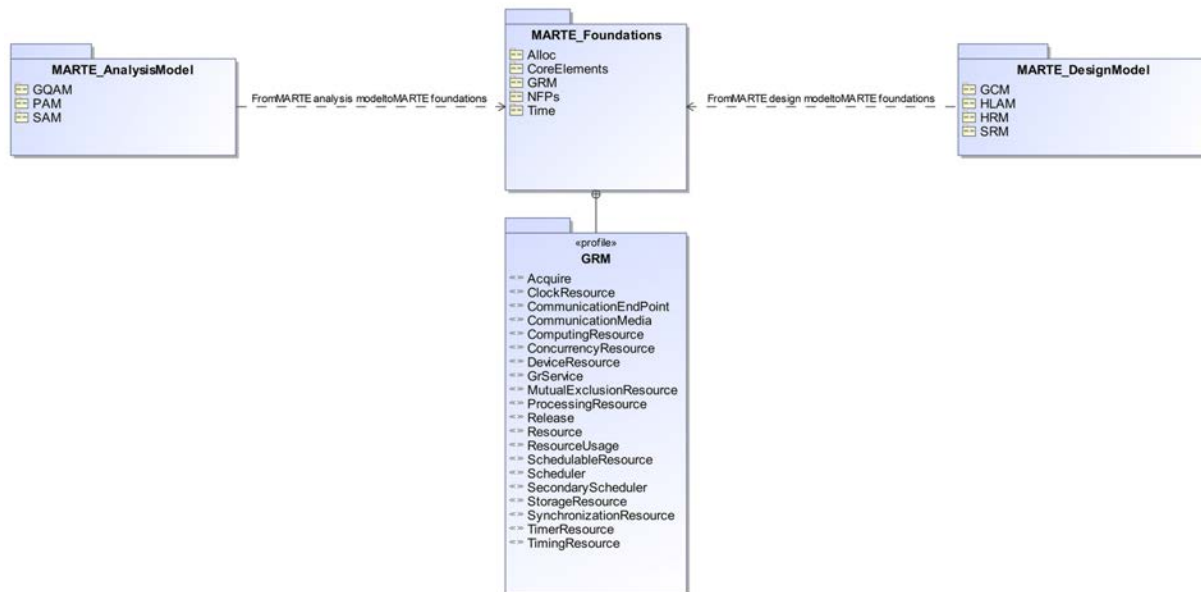 MARTE_AnalysisModel
GQAM
PAM
SAM
FromMARTE analysis modeltoMARTE foundations
MARTE_Foundations
Alloc
CoreElements
GRM
NFPs
Time
FromMARTE design modeltoMARTE foundations
MARTE_DesignModel
GCM
HLAM
HRM
SRM
«profile»
GRM
Acquire
ClockResource
CommunicationEndPoint
CommunicationMedia
ComputingResource
ConcurrencyResource
DeviceResource
GrService
MutualExclusionResource
ProcessingResource
Release
Resource
ResourceUsage
SchedulableResource
Scheduler
SecondaryScheduler
StorageResource
SynchronizationResource
TimerResource
TimingResource